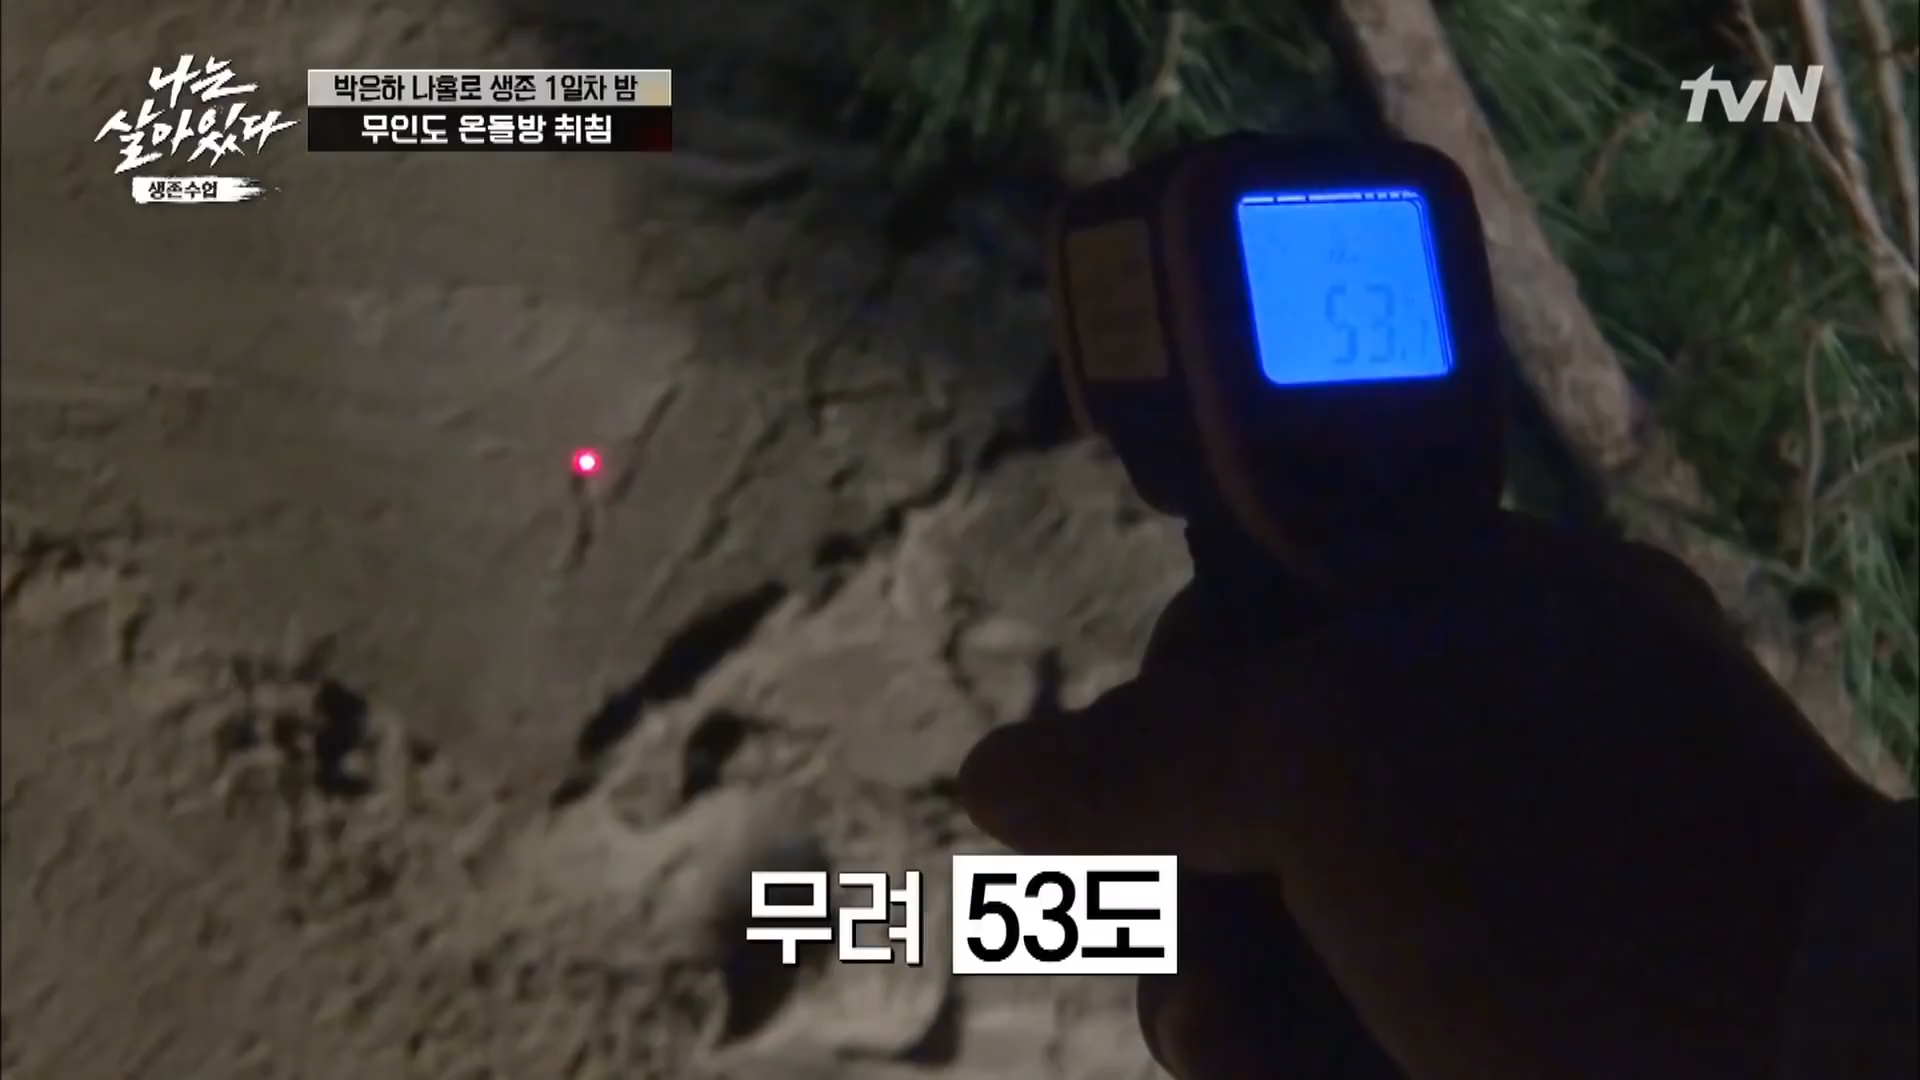 나는
살아있다
생존수업
박은하 나홀로 생존 1일차 밤
무인도 온돌방 취침
tvN
53.1
무려 53도